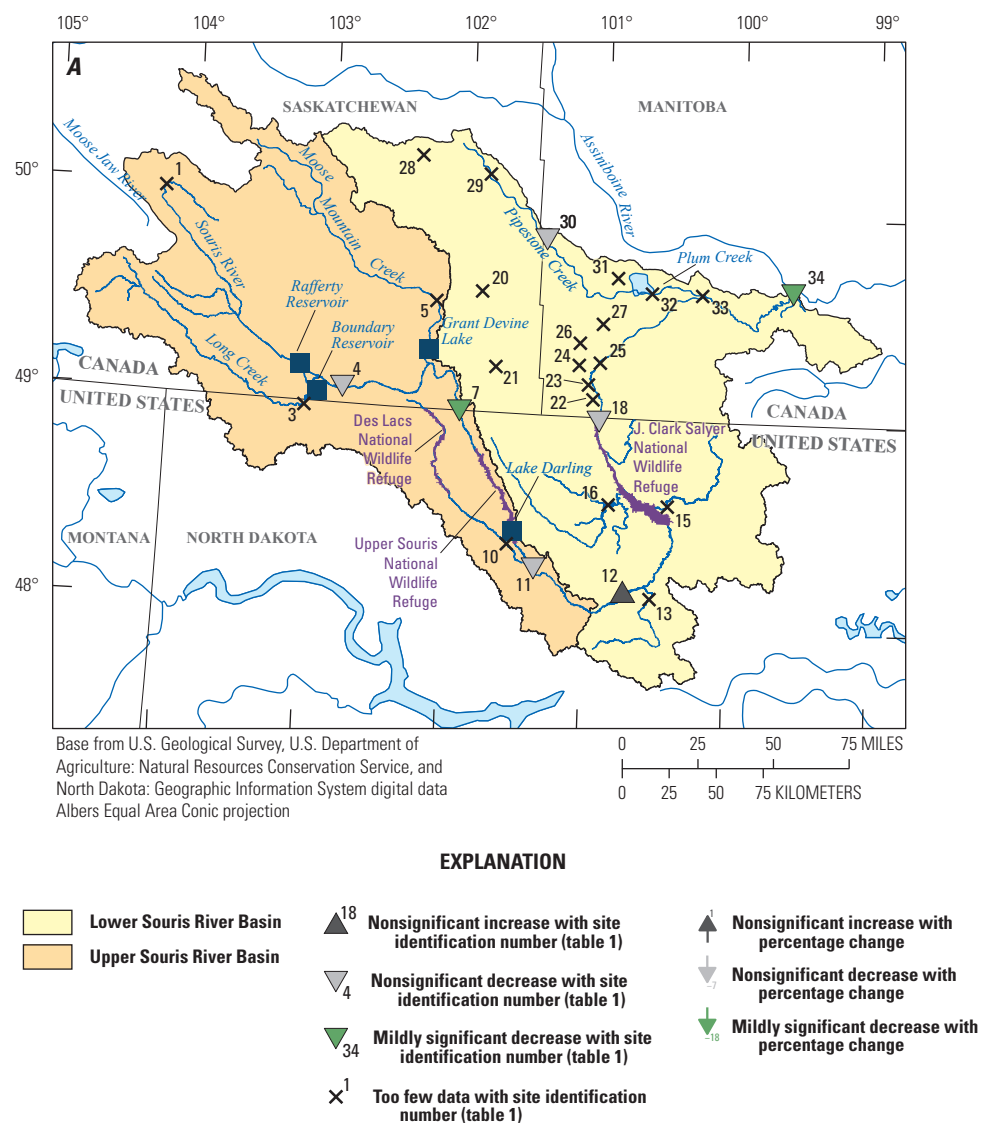 105°
104°
103°
102°
101°
100°
99°
A
SASKATCHEWAN
MANITOBA
Moose Jaw River
Moose
Mountain
Creek
Assiniboine
River
50°
1
28
29
30
Souris
River
Pipestone Creek
Plum Creek
34
31
20
Rafferty
Reservoir
5
32
33
27
Boundary
Reservoir
Grant Devine
Lake
26
25
24
Long Creek
4
21
23
22
49°
CANADA
UNITED STATES
3
7
18
CANADA
UNITED STATES
Des Lacs
National
Wildlife
Refuge
J. Clark Salyer
National
Wildlife
Refuge
Lake Darling
16
15
MONTANA
NORTH DAKOTA
Upper Souris
National
Wildlife
Refuge
10
11
12
13
48°
Base from U.S. Geological Survey, U.S. Department of
Agriculture: Natural Resources Conservation Service, and
North Dakota: Geographic Information System digital data
Albers Equal Area Conic projection
0 25 50 75 MILES
0 25 50 75 KILOMETERS
EXPLANATION
Lower Souris River Basin
Upper Souris River Basin
18
Nonsignificant increase with site
identification number (table 1)
4
Nonsignificant decrease with site
identification number (table 1)
34
Mildly significant decrease with site
identification number (table 1)
1
Too few data with site identification
number (table 1)
1
Nonsignificant increase with
percentage change
–7
Nonsignificant decrease with
percentage change
–18
Mildly significant decrease with
percentage change